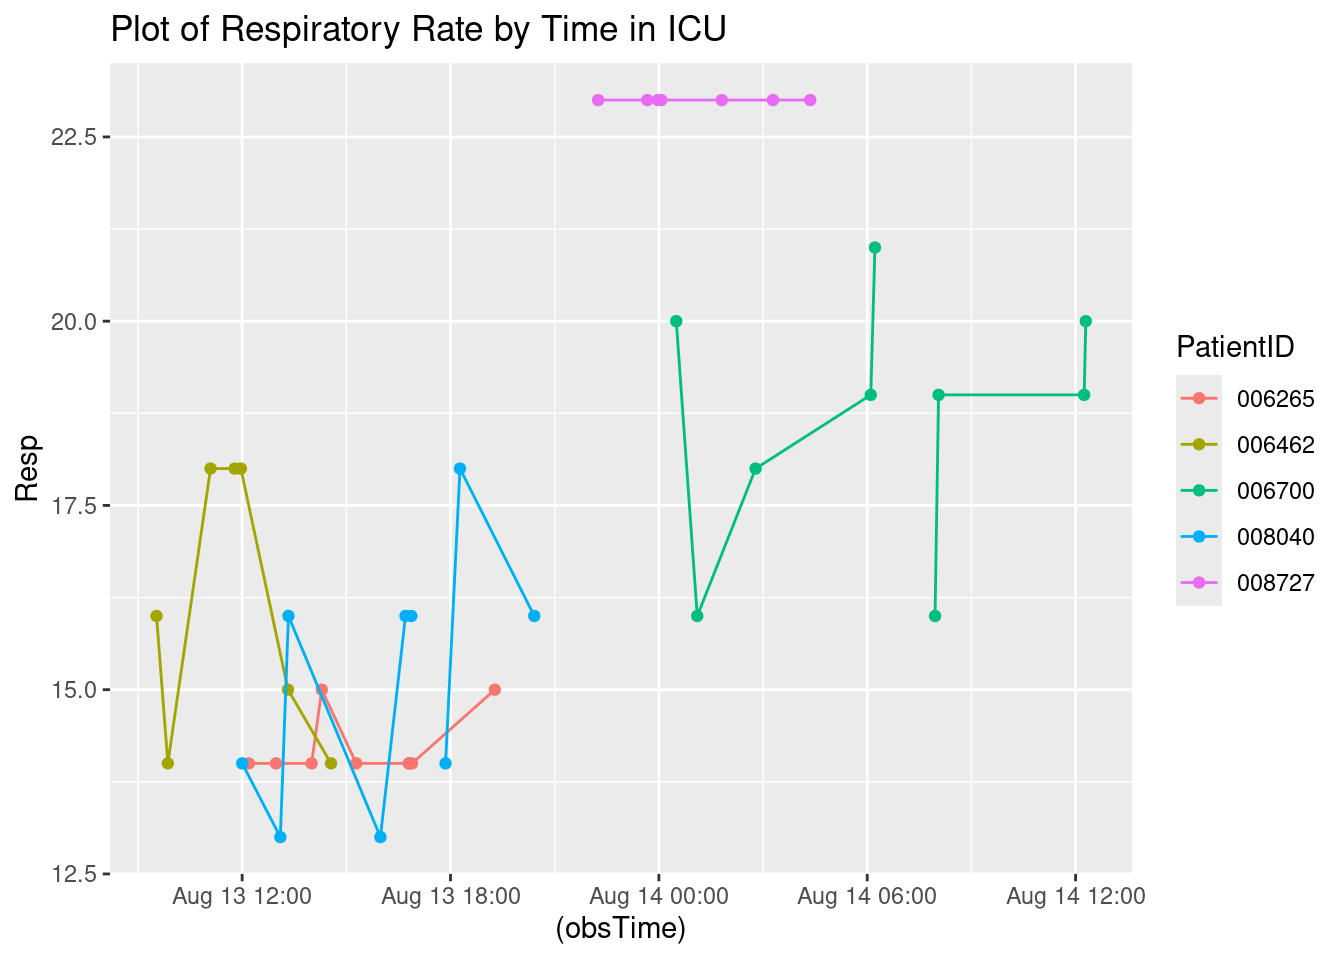 Plot of Respiratory Rate by Time in ICU
22.5
20.0
17.5
15.0
12.5
Resp
Aug 13 12:00
Aug 13 18:00
Aug 14 00:00
Aug 14 06:00
Aug 14 12:00
(obsTime)
PatientID
006265
006462
006700
008040
008727